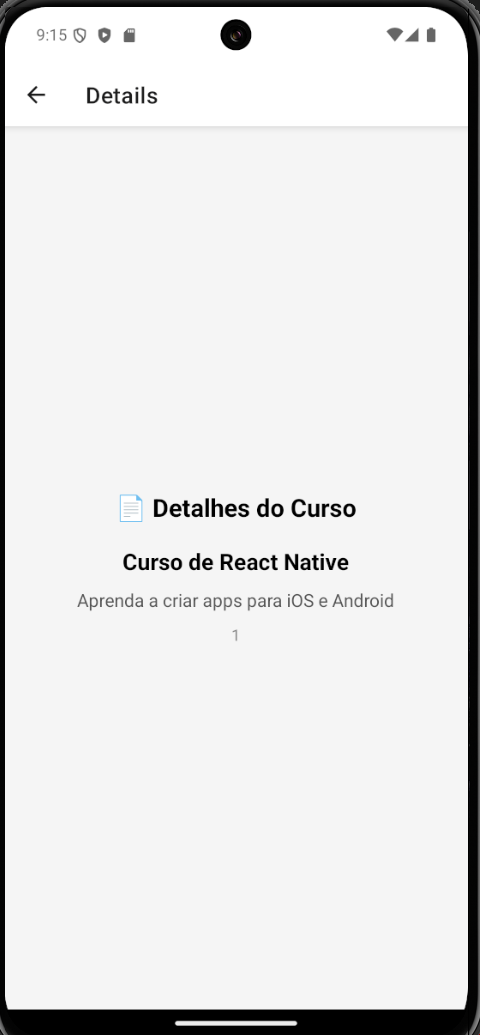 9:15
Details
📄 Detalhes do Curso
Curso de React Native
Aprenda a criar apps para iOS e Android
1